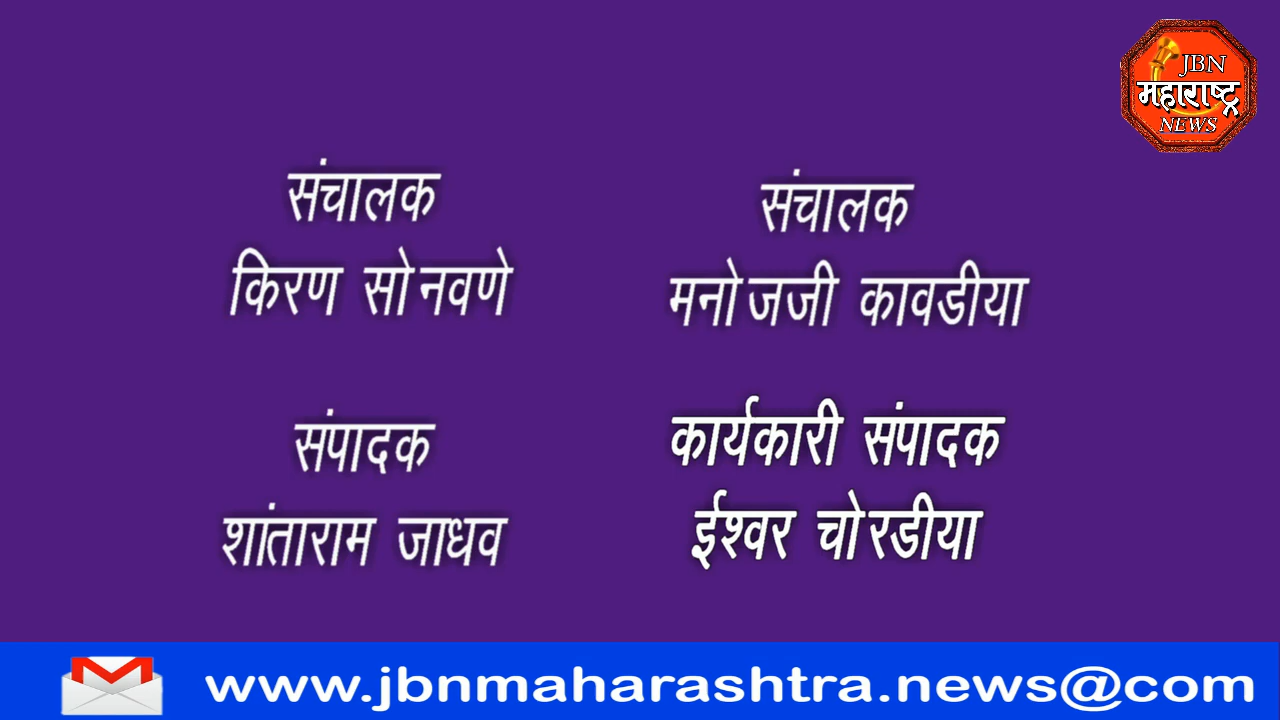 JBN
महाराष्ट्र
NEWS
संचालक
किरण सोनवणे
संचालक
मनोजजी कावडीया
संपादक
शांताराम जाधव
कार्यकारी संपादक
ईश्वर चोरडीया
www.jbnmaharashtra.news@com